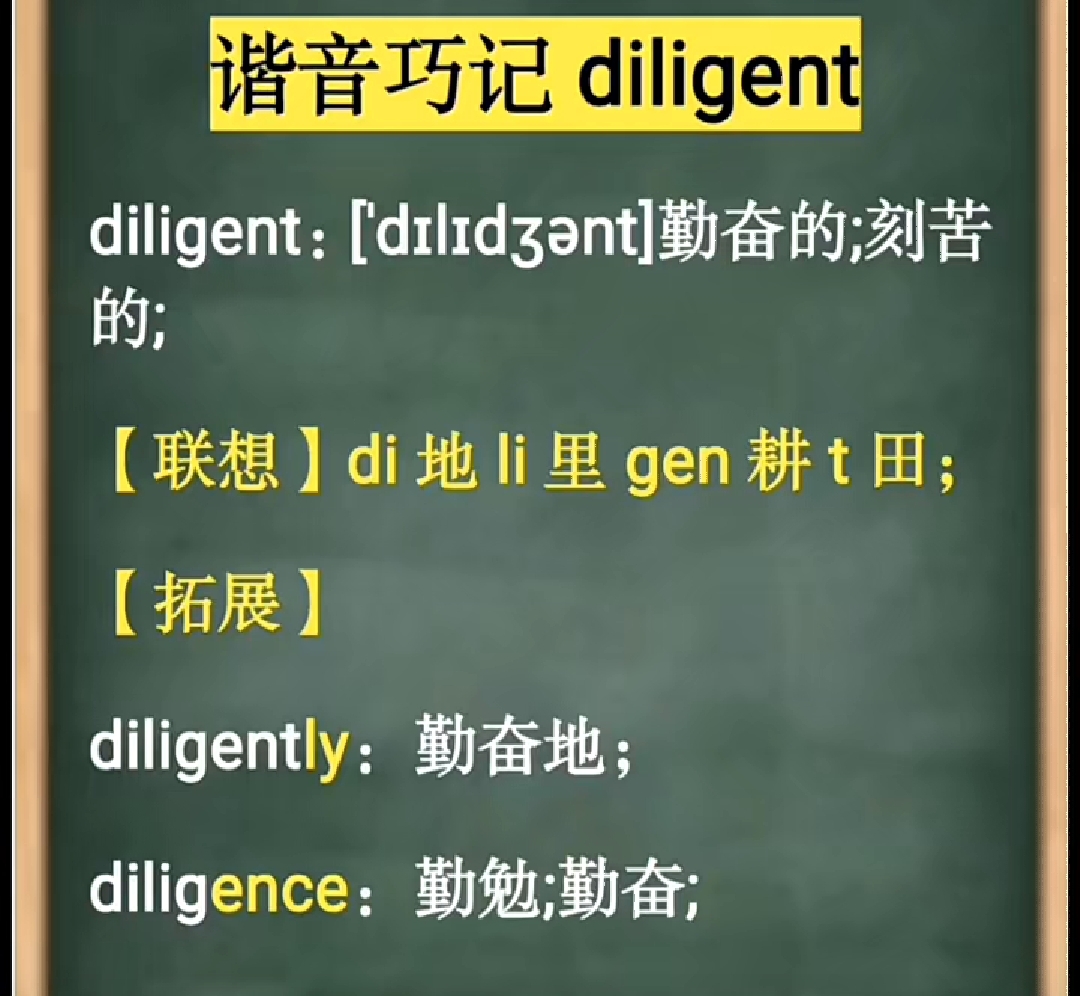 谐音巧记 diligent
diligent：['dɪlɪdʒənt]勤奋的;刻苦
的;
【联想】di 地 li 里 gen 耕 t 田；
【拓展】
diligently：勤奋地；
diligence：勤勉;勤奋;